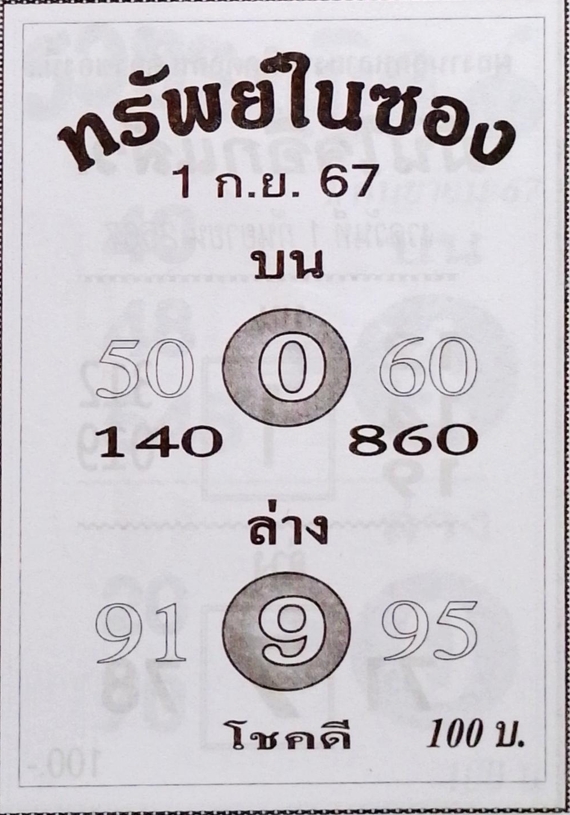 ทรัพย์ในซอง
1 ก.ย. 67
บน
50 0 60
140 860
ล่าง
91 9 95
โชคดี 100 บ.